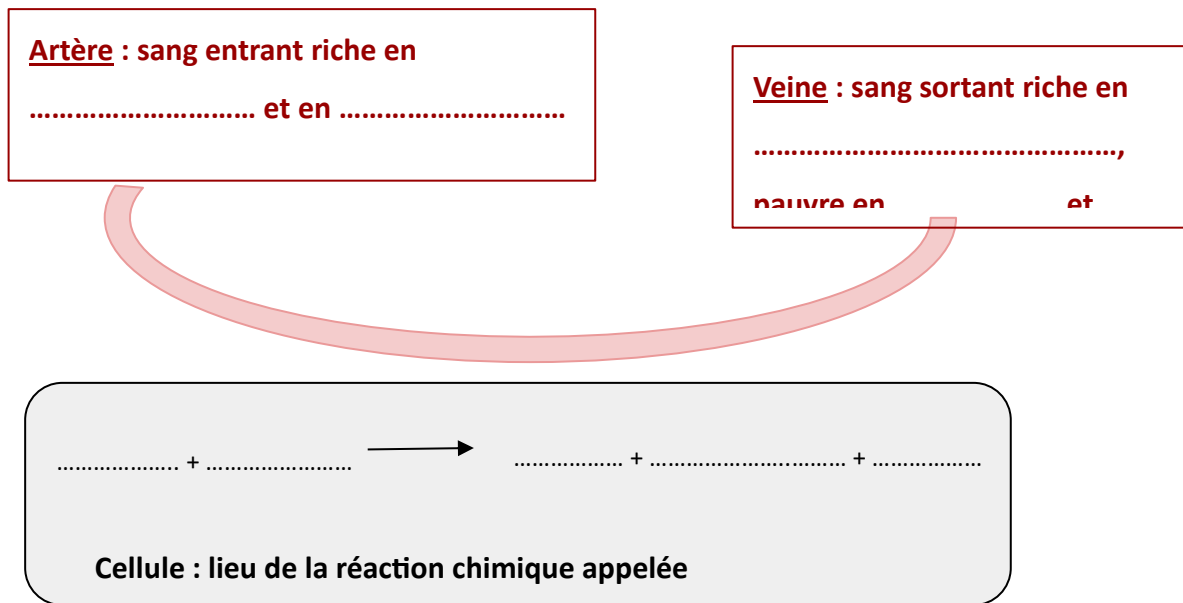 Artère : sang entrant riche en
………………………… et en …………………………
Veine : sang sortant riche en
…………………………………………,
pauvre en et
……………….. + …………………… ……………… + ………………….……… + ………………
Cellule : lieu de la réaction chimique appelée